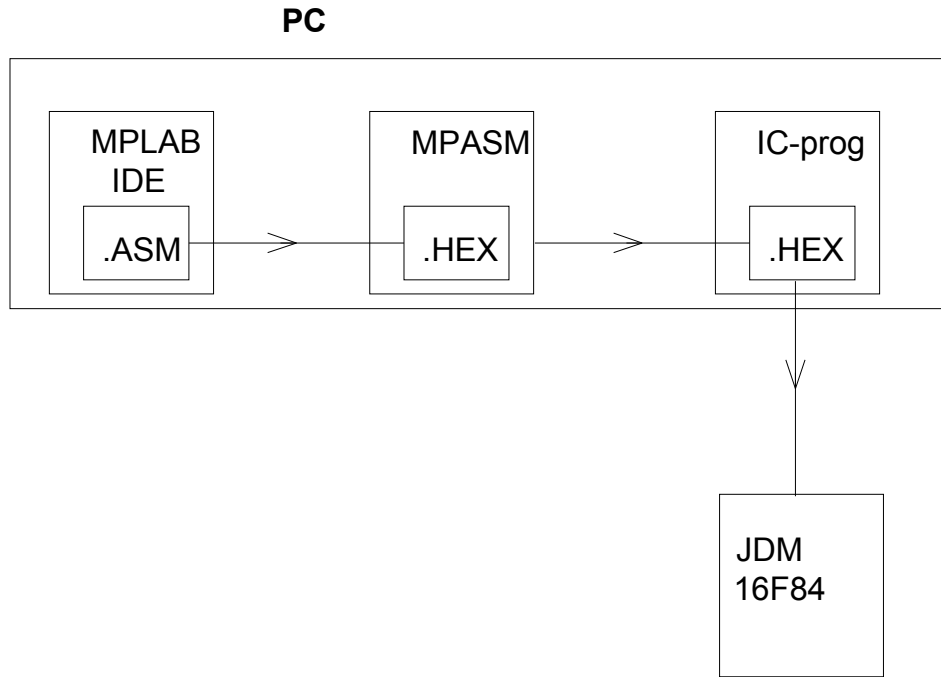 PC
MPLAB
IDE
.ASM
MPASM
.HEX
IC-prog
.HEX
JDM
16F84